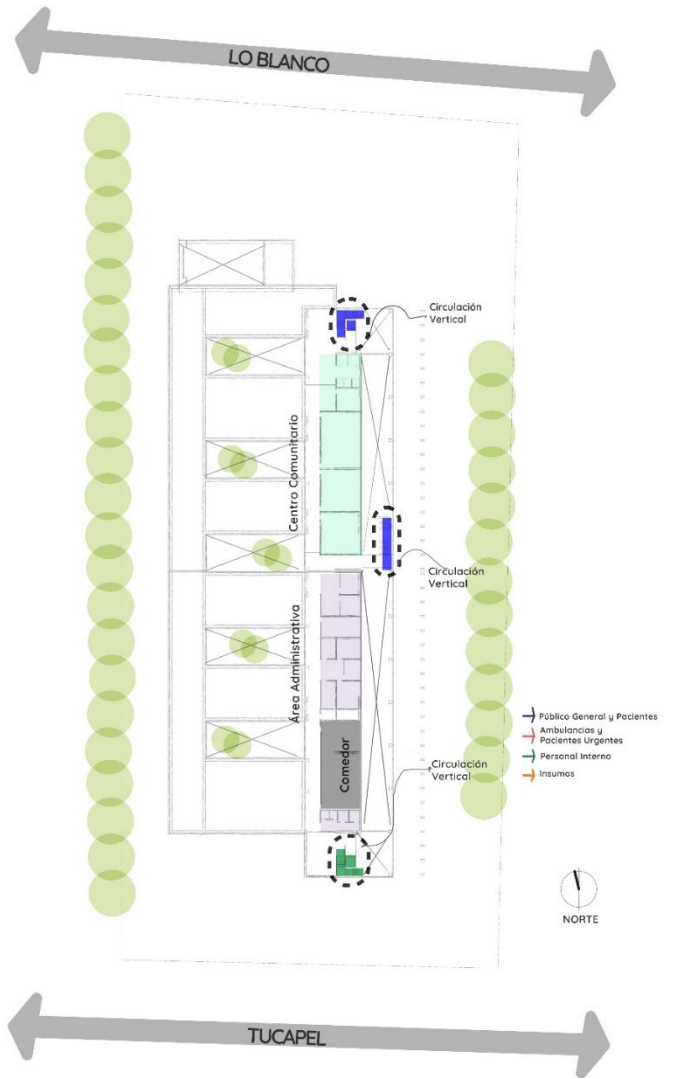 LO BLANCO
Circulación
Vertical
Centro Comunitario
Circulación
Vertical
Área Administrativa
Público General y Pacientes
Ambulancias y
Pacientes Urgentes
Personal Interno
Insumos
Comedor
Circulación
Vertical
NORTE
TUCAPEL